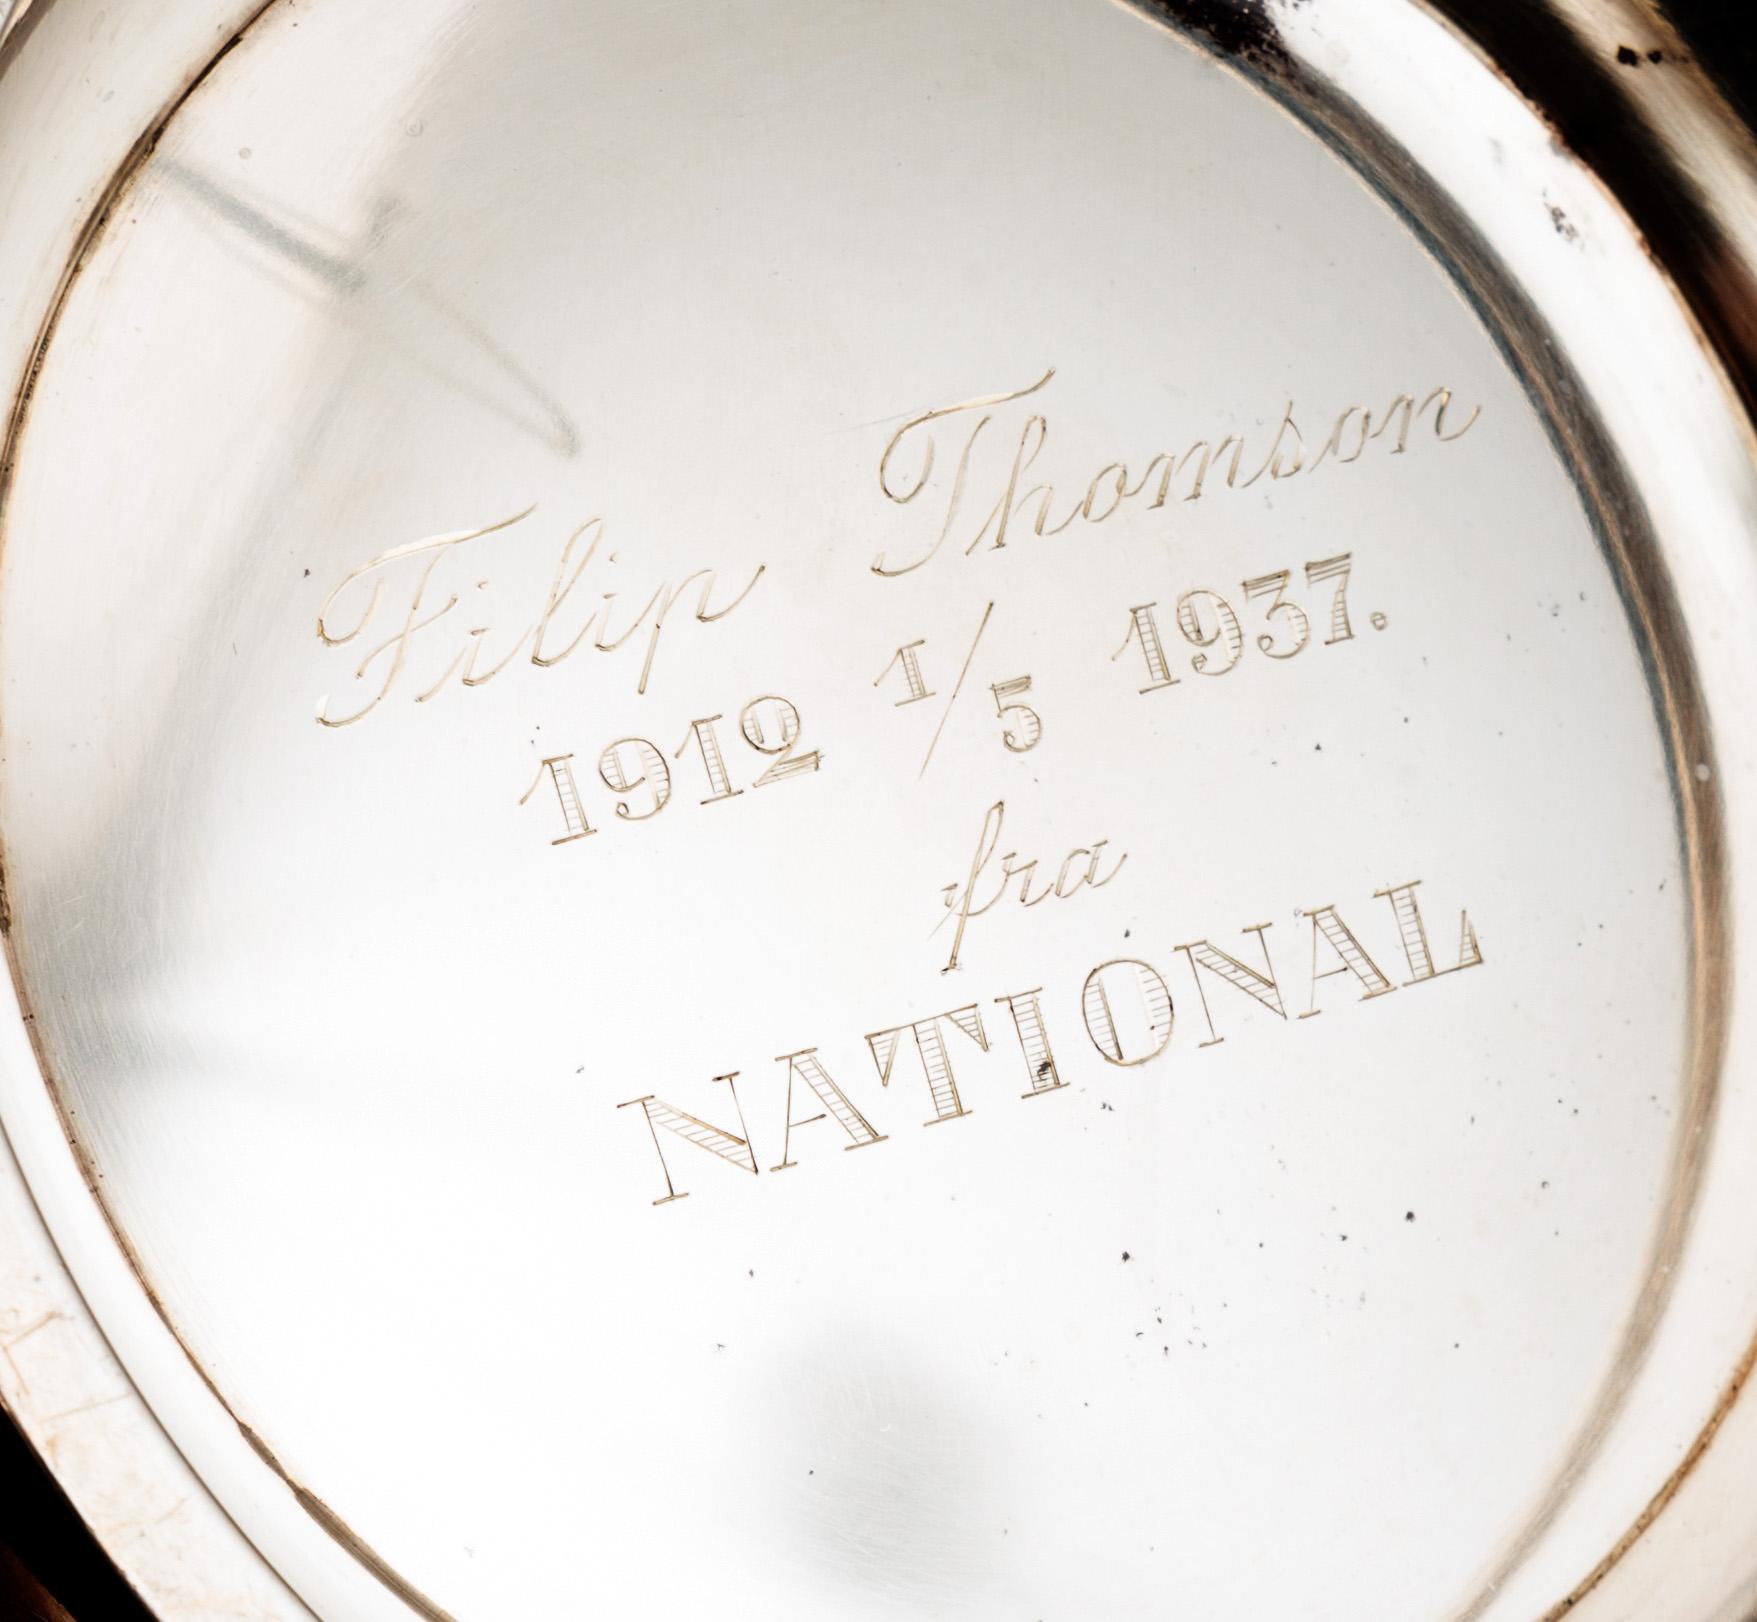 Filip Thomson
1912 1/5 1937.
fra
NATIONAL